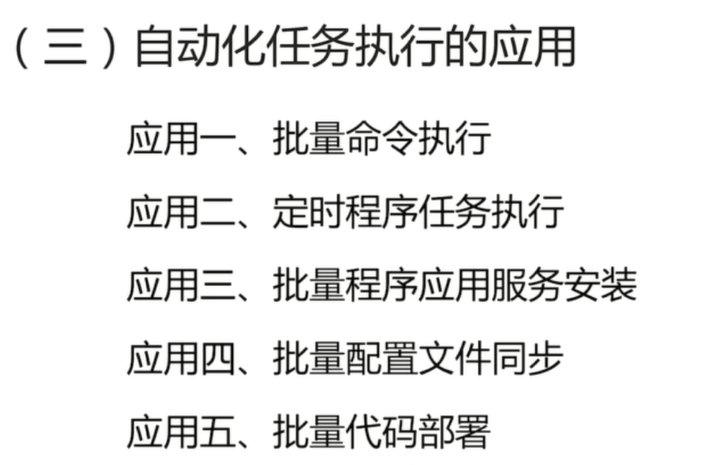 （三）自动化任务执行的应用
应用一、批量命令执行
应用二、定时程序任务执行
应用三、批量程序应用服务安装
应用四、批量配置文件同步
应用五、批量代码部署